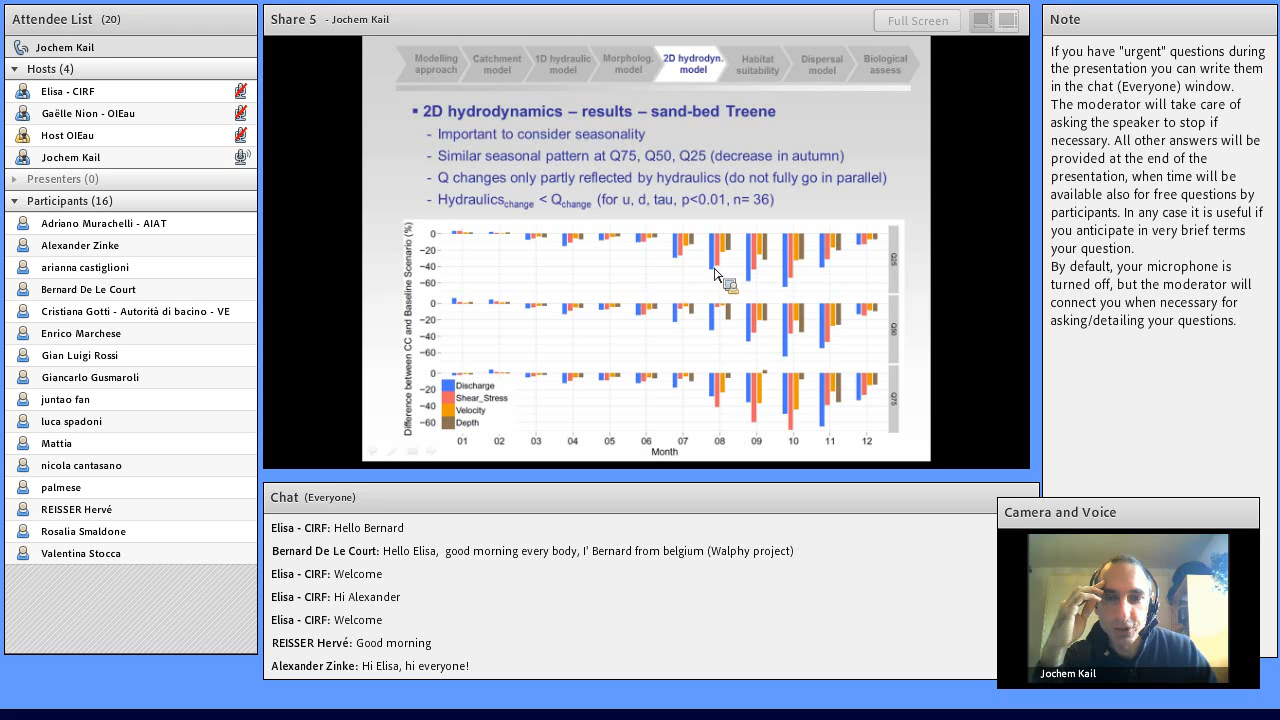 Attendee List (20)
Jochem Kail
Hosts (4)
Elisa - CIRF
Gaëlle Nion - OIEau
Host OIEau
Jochem Kail
Presenters (0)
Participants (16)
Adriano Murachelli - AIAT
Alexander Zinke
arianna castiglioni
Bernard De Le Court
Cristiana Gotti - Autorità di bacino - VE
Enrico Marchese
Gian Luigi Rossi
Giancarlo Gusmaroli
juntao fan
luca spadoni
Mattia
nicola cantasano
palmese
REISSER Hervé
Rosalia Smaldone
Valentina Stocca
Share 5 - Jochem Kail
Full Screen
Modelling approach
Catchment model
1D hydraulic model
Morpholog. model
2D hydrodyn. model
Habitat suitability
Dispersal model
Biological assess
▪ 2D hydrodynamics – results – sand-bed Treene
- Important to consider seasonality
- Similar seasonal pattern at Q75, Q50, Q25 (decrease in autumn)
- Q changes only partly reflected by hydraulics (do not fully go in parallel)
- Hydraulicschange < Qchange (for u, d, tau, p<0.01, n= 36)
Difference between CC and Baseline Scenario (%)
0
−20
−40
−60
Q25
0
−20
−40
−60
Q50
0
−20
−40
−60
Q75
Discharge
Shear_Stress
Velocity
Depth
01 02 03 04 05 06 07 08 09 10 11 12
Month
Chat (Everyone)
Elisa - CIRF: Hello Bernard
Bernard De Le Court: Hello Elisa, good morning every body, I' Bernard from belgium (Walphy project)
Elisa - CIRF: Welcome
Elisa - CIRF: Hi Alexander
Elisa - CIRF: Welcome
REISSER Hervé: Good morning
Alexander Zinke: Hi Elisa, hi everyone!
Note
If you have "urgent" questions during
the presentation you can write them
in the chat (Everyone) window.
The moderator will take care of
asking the speaker to stop if
necessary. All other answers will be
provided at the end of the
presentation, when time will be
available also for free questions by
participants. In any case it is useful if
you anticipate in very brief terms
your question.
By default, your microphone is
turned off, but the moderator will
connect you when necessary for
asking/detailing your questions.
Camera and Voice
Jochem Kail